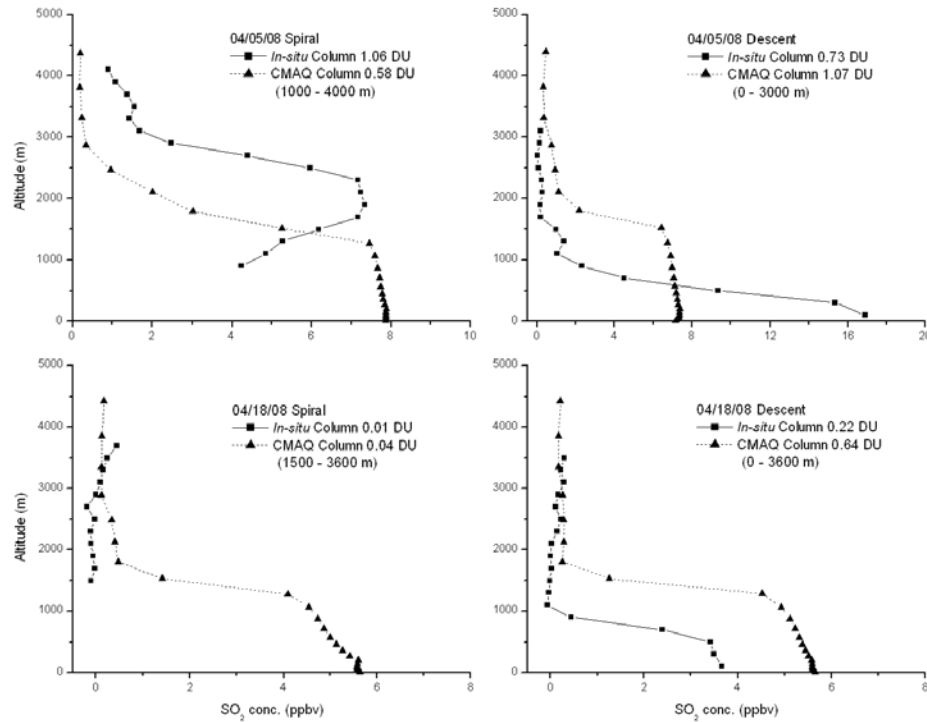 04/05/08 Spiral
In-situ Column 1.06 DU
CMAQ Column 0.58 DU
(1000 - 4000 m)
Altitude (m)
5000
4000
3000
2000
1000
0
0 2 4 6 8 10
04/05/08 Descent
In-situ Column 0.73 DU
CMAQ Column 1.07 DU
(0 - 3000 m)
5000
4000
3000
2000
1000
0
0 4 8 12 16 20
04/18/08 Spiral
In-situ Column 0.01 DU
CMAQ Column 0.04 DU
(1500 - 3600 m)
Altitude (m)
5000
4000
3000
2000
1000
0
0 2 4 6 8
SO2 conc. (ppbv)
04/18/08 Descent
In-situ Column 0.22 DU
CMAQ Column 0.64 DU
(0 - 3600 m)
5000
4000
3000
2000
1000
0
0 2 4 6 8
SO2 conc. (ppbv)